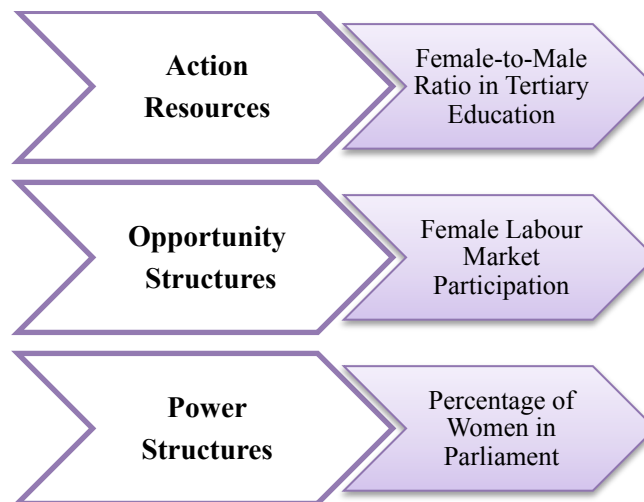 Action
Resources
Female-to-Male
Ratio in Tertiary
Education
Opportunity
Structures
Female Labour
Market
Participation
Power
Structures
Percentage of
Women in
Parliament